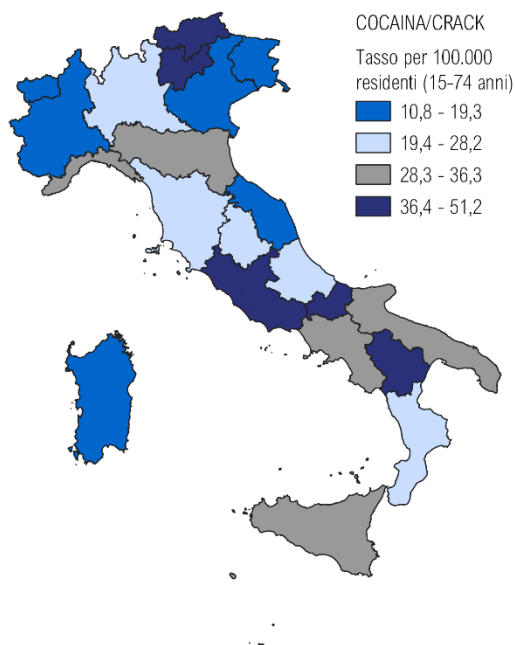 COCAINA/CRACK
Tasso per 100.000
residenti (15-74 anni)
10,8 - 19,3
19,4 - 28,2
28,3 - 36,3
36,4 - 51,2